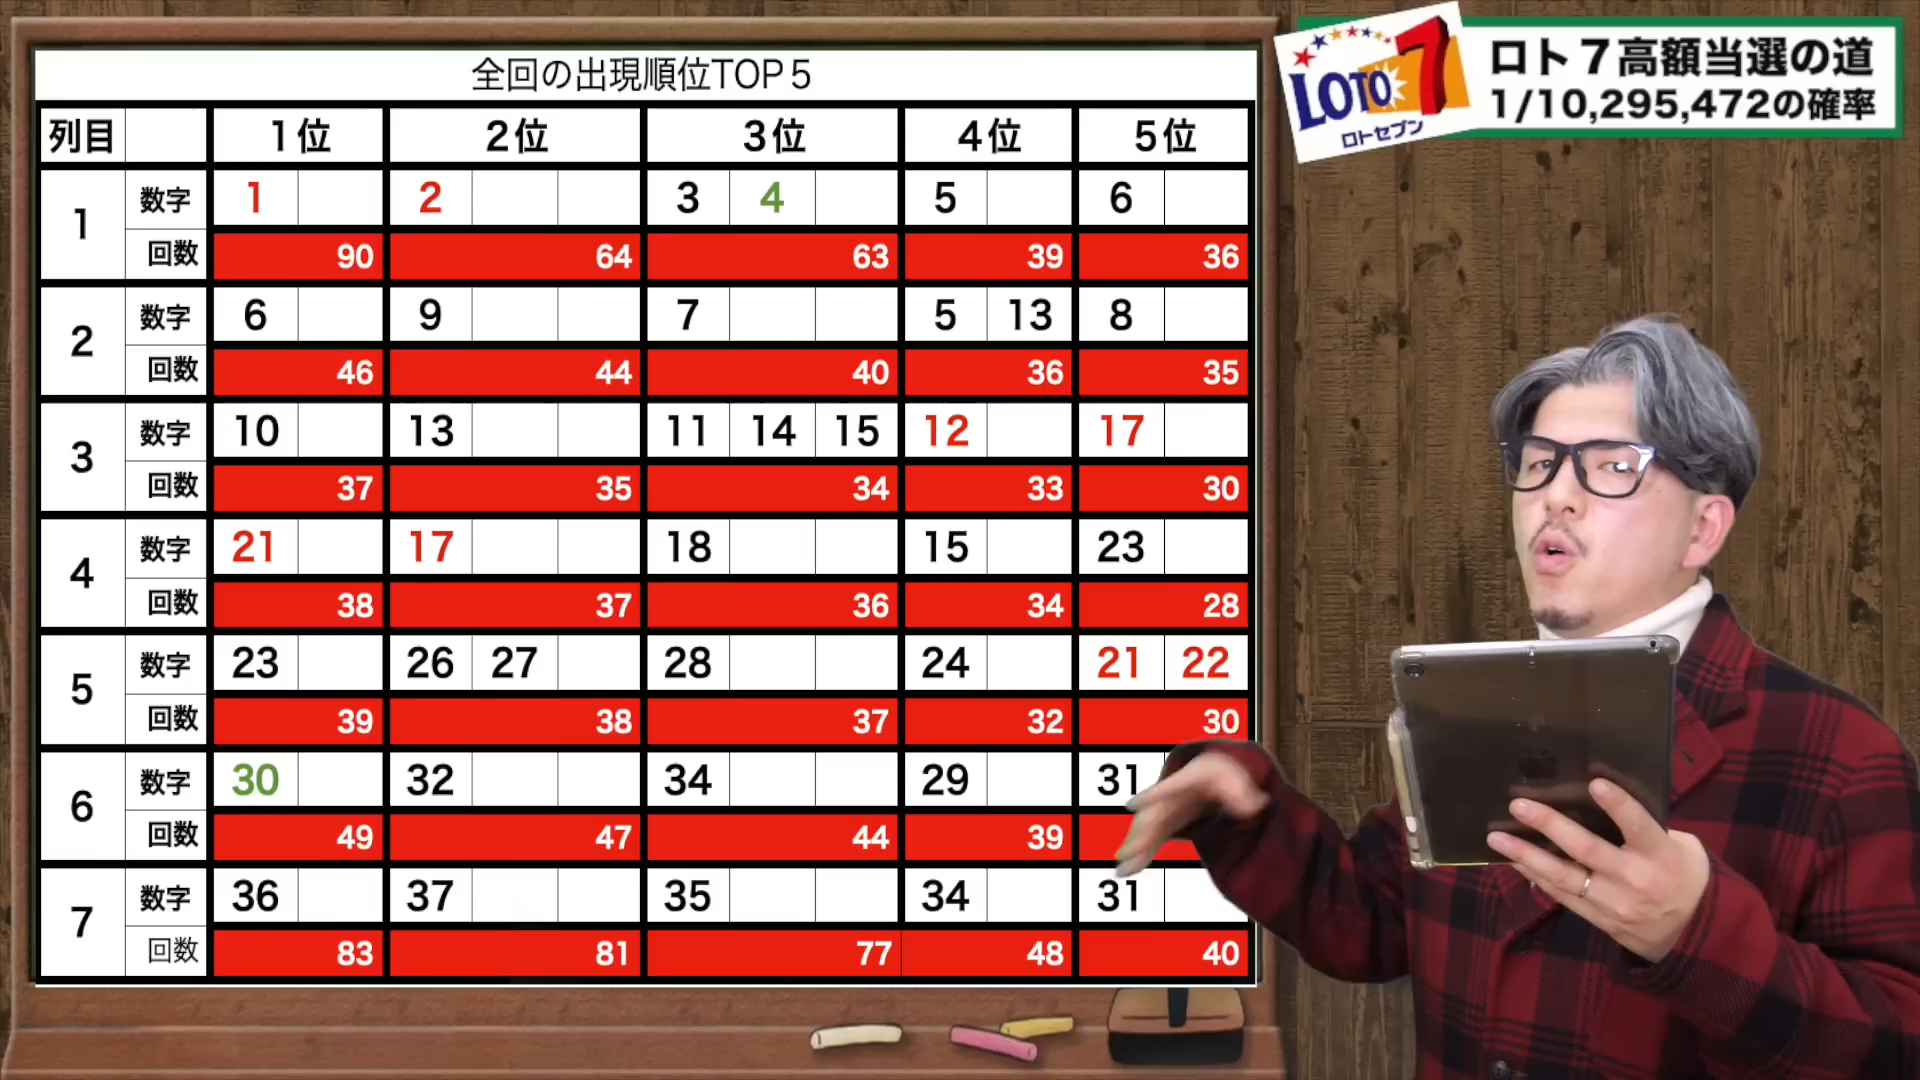 全回の出現順位TOP５
列目 1位 2位 3位 4位 5位
1 数字 1 2 3 4 5 6
回数 90 64 63 39 36
2 数字 6 9 7 5 13 8
回数 46 44 40 36 35
3 数字 10 13 11 14 15 12 17
回数 37 35 34 33 30
4 数字 21 17 18 15 23
回数 38 37 36 34 28
5 数字 23 26 27 28 24 21 22
回数 39 38 37 32 30
6 数字 30 32 34 29 31
回数 49 47 44 39
7 数字 36 37 35 34 31
回数 83 81 77 48 40
LOTO 7
ロトセブン
ロト７高額当選の道
1/10,295,472の確率